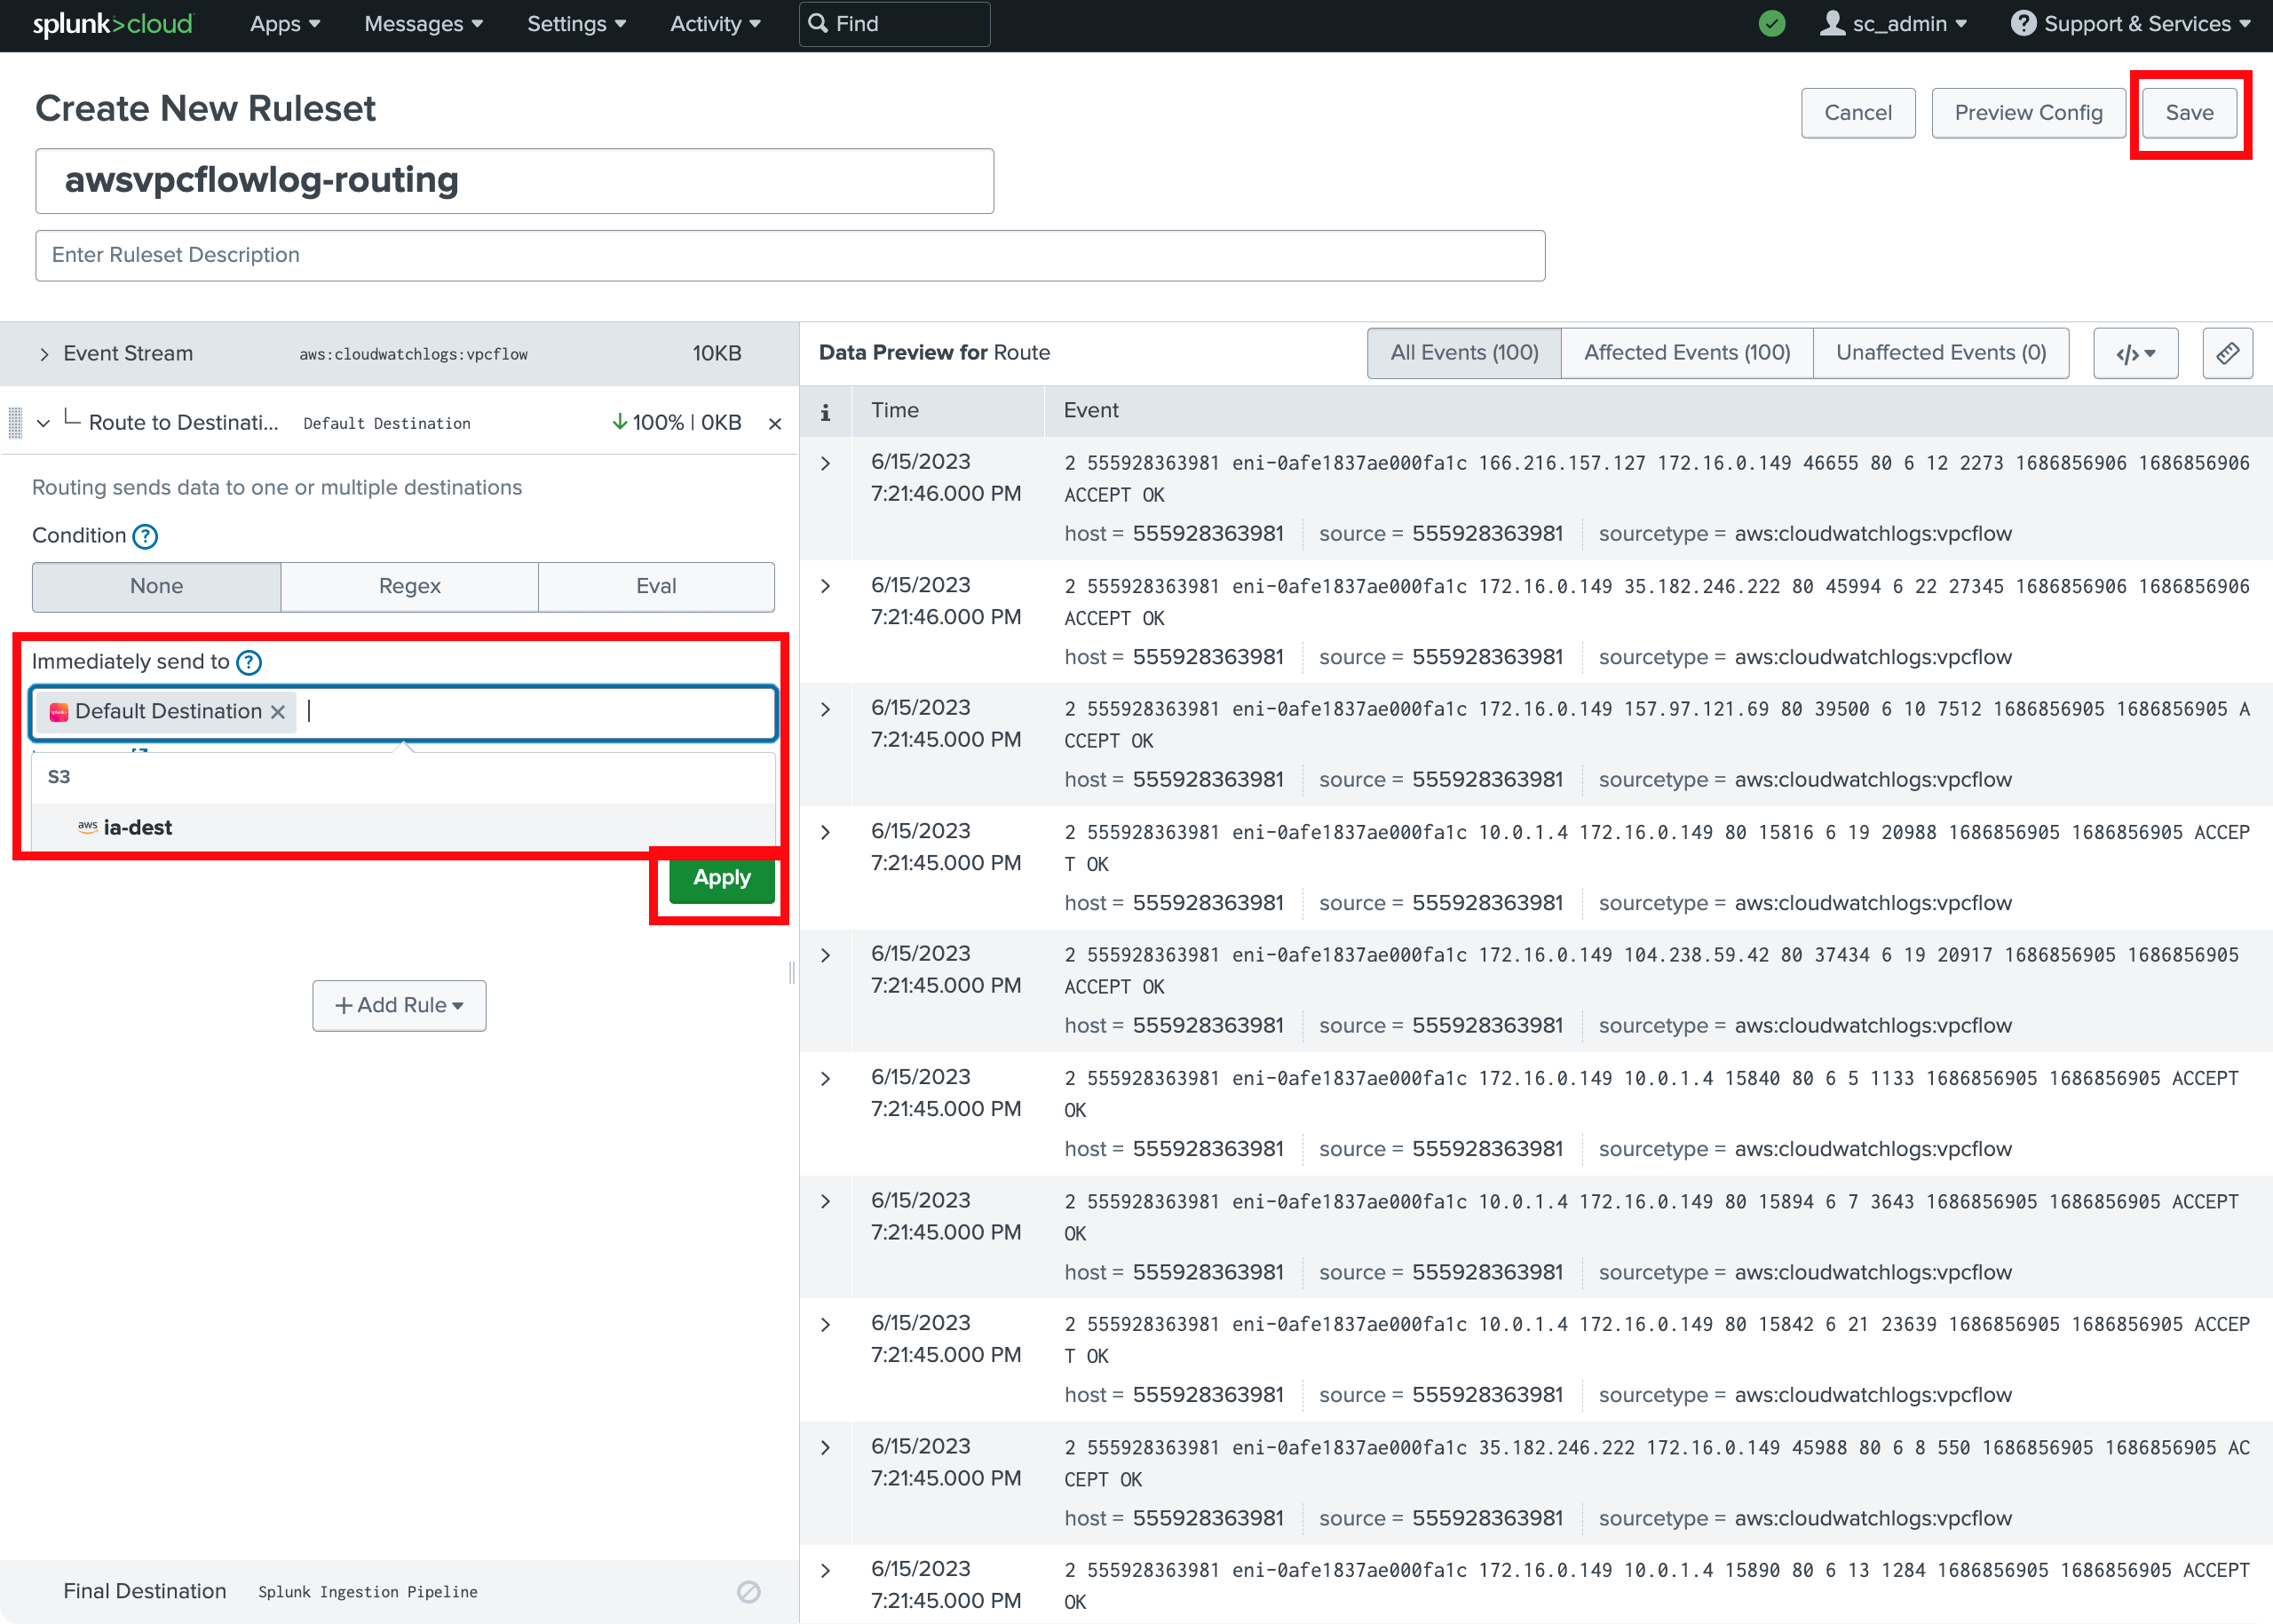 splunk>cloud Apps Messages Settings Activity Find sc_admin Support & Services
Create New Ruleset
Cancel Preview Config Save
awsvpcflowlog-routing
Enter Ruleset Description
Event Stream aws:cloudwatchlogs:vpcflow 10KB
Route to Destinati... Default Destination 100% | 0KB
Routing sends data to one or multiple destinations
Condition ?
None Regex Eval
Immediately send to ?
Default Destination
S3
aws ia-dest
Apply
+ Add Rule
Final Destination Splunk Ingestion Pipeline
Data Preview for Route All Events (100) Affected Events (100) Unaffected Events (0) </>
i Time Event
6/15/2023
7:21:46.000 PM
2 555928363981 eni-0afe1837ae000fa1c 166.216.157.127 172.16.0.149 46655 80 6 12 2273 1686856906 1686856906
ACCEPT OK
host = 555928363981 source = 555928363981 sourcetype = aws:cloudwatchlogs:vpcflow
6/15/2023
7:21:46.000 PM
2 555928363981 eni-0afe1837ae000fa1c 172.16.0.149 35.182.246.222 80 45994 6 22 27345 1686856906 1686856906
ACCEPT OK
host = 555928363981 source = 555928363981 sourcetype = aws:cloudwatchlogs:vpcflow
6/15/2023
7:21:45.000 PM
2 555928363981 eni-0afe1837ae000fa1c 172.16.0.149 157.97.121.69 80 39500 6 10 7512 1686856905 1686856905 A
CCEPT OK
host = 555928363981 source = 555928363981 sourcetype = aws:cloudwatchlogs:vpcflow
6/15/2023
7:21:45.000 PM
2 555928363981 eni-0afe1837ae000fa1c 10.0.1.4 172.16.0.149 80 15816 6 19 20988 1686856905 1686856905 ACCEP
T OK
host = 555928363981 source = 555928363981 sourcetype = aws:cloudwatchlogs:vpcflow
6/15/2023
7:21:45.000 PM
2 555928363981 eni-0afe1837ae000fa1c 172.16.0.149 104.238.59.42 80 37434 6 19 20917 1686856905 1686856905
ACCEPT OK
host = 555928363981 source = 555928363981 sourcetype = aws:cloudwatchlogs:vpcflow
6/15/2023
7:21:45.000 PM
2 555928363981 eni-0afe1837ae000fa1c 172.16.0.149 10.0.1.4 15840 80 6 5 1133 1686856905 1686856905 ACCEPT
OK
host = 555928363981 source = 555928363981 sourcetype = aws:cloudwatchlogs:vpcflow
6/15/2023
7:21:45.000 PM
2 555928363981 eni-0afe1837ae000fa1c 10.0.1.4 172.16.0.149 80 15894 6 7 3643 1686856905 1686856905 ACCEPT
OK
host = 555928363981 source = 555928363981 sourcetype = aws:cloudwatchlogs:vpcflow
6/15/2023
7:21:45.000 PM
2 555928363981 eni-0afe1837ae000fa1c 10.0.1.4 172.16.0.149 80 15842 6 21 23639 1686856905 1686856905 ACCEP
T OK
host = 555928363981 source = 555928363981 sourcetype = aws:cloudwatchlogs:vpcflow
6/15/2023
7:21:45.000 PM
2 555928363981 eni-0afe1837ae000fa1c 35.182.246.222 172.16.0.149 45988 80 6 8 550 1686856905 1686856905 AC
CEPT OK
host = 555928363981 source = 555928363981 sourcetype = aws:cloudwatchlogs:vpcflow
6/15/2023
7:21:45.000 PM
2 555928363981 eni-0afe1837ae000fa1c 172.16.0.149 10.0.1.4 15890 80 6 13 1284 1686856905 1686856905 ACCEPT
OK